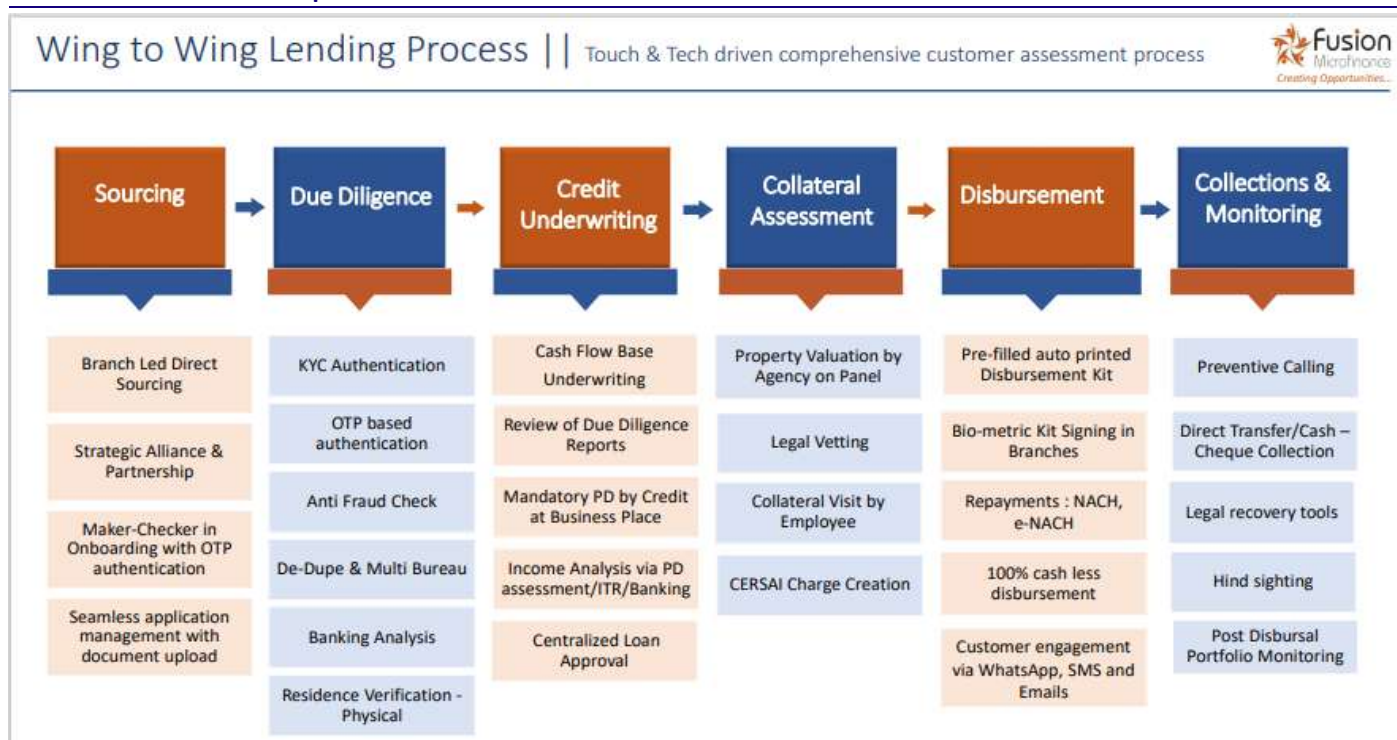 Wing to Wing Lending Process || Touch & Tech driven comprehensive customer assessment process
Fusion
Microfinance
Creating Opportunities...
Sourcing
Due Diligence
Credit
Underwriting
Collateral
Assessment
Disbursement
Collections &
Monitoring
Branch Led Direct
Sourcing
Strategic Alliance &
Partnership
Maker-Checker in
Onboarding with OTP
authentication
Seamless application
management with
document upload
KYC Authentication
OTP based
authentication
Anti Fraud Check
De-Dupe & Multi Bureau
Banking Analysis
Residence Verification -
Physical
Cash Flow Base
Underwriting
Review of Due Diligence
Reports
Mandatory PD by Credit
at Business Place
Income Analysis via PD
assessment/ITR/Banking
Centralized Loan
Approval
Property Valuation by
Agency on Panel
Legal Vetting
Collateral Visit by
Employee
CERSAI Charge Creation
Pre-filled auto printed
Disbursement Kit
Bio-metric Kit Signing in
Branches
Repayments : NACH,
e-NACH
100% cash less
disbursement
Customer engagement
via WhatsApp, SMS and
Emails
Preventive Calling
Direct Transfer/Cash –
Cheque Collection
Legal recovery tools
Hind sighting
Post Disbursal
Portfolio Monitoring